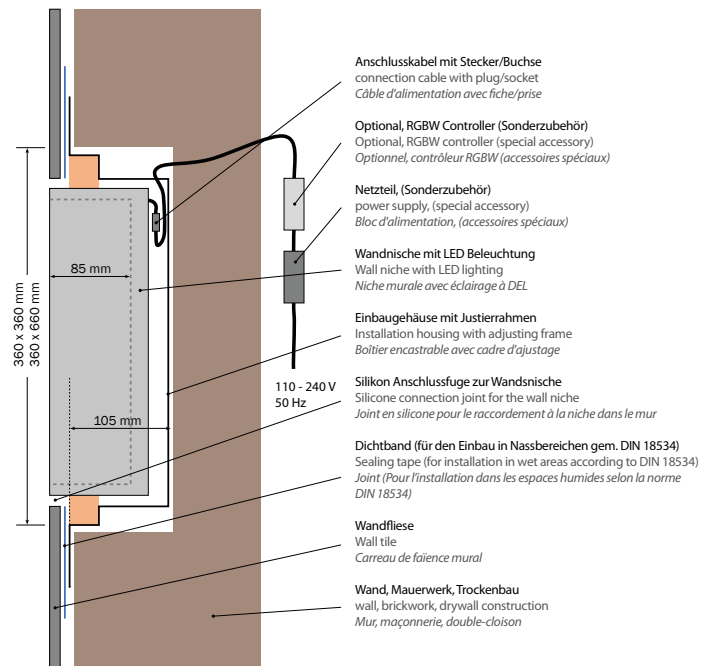 Anschlusskabel mit Stecker/Buchse
connection cable with plug/socket
Câble d'alimentation avec fiche/prise
Optional, RGBW Controller (Sonderzubehör)
Optional, RGBW controller (special accessory)
Optionnel, contrôleur RGBW (accessoires spéciaux)
Netzteil, (Sonderzubehör)
power supply, (special accessory)
Bloc d'alimentation, (accessoires spéciaux)
Wandnische mit LED Beleuchtung
Wall niche with LED lighting
Niche murale avec éclairage à DEL
Einbaugehäuse mit Justierrahmen
Installation housing with adjusting frame
Boîtier encastrable avec cadre d'ajustage
Silikon Anschlussfuge zur Wandsnische
Silicone connection joint for the wall niche
Joint en silicone pour le raccordement à la niche dans le mur
Dichtband (für den Einbau in Nassbereichen gem. DIN 18534)
Sealing tape (for installation in wet areas according to DIN 18534)
Joint (Pour l'installation dans les espaces humides selon la norme
DIN 18534)
Wandfliese
Wall tile
Carreau de faïence mural
Wand, Mauerwerk, Trockenbau
wall, brickwork, drywall construction
Mur, maçonnerie, double-cloison
85 mm
360 x 360 mm
360 x 660 mm
105 mm
110 - 240 V
50 Hz